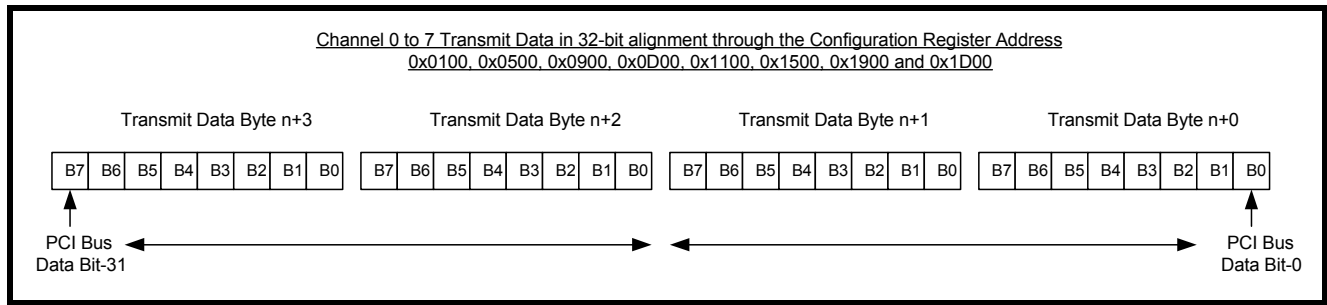 Channel 0 to 7 Transmit Data in 32-bit alignment through the Configuration Register Address
0x0100, 0x0500, 0x0900, 0x0D00, 0x1100, 0x1500, 0x1900 and 0x1D00
Transmit Data Byte n+3 Transmit Data Byte n+2 Transmit Data Byte n+1 Transmit Data Byte n+0
B7 B6 B5 B4 B3 B2 B1 B0 B7 B6 B5 B4 B3 B2 B1 B0 B7 B6 B5 B4 B3 B2 B1 B0 B7 B6 B5 B4 B3 B2 B1 B0
PCI Bus
Data Bit-31
PCI Bus
Data Bit-0